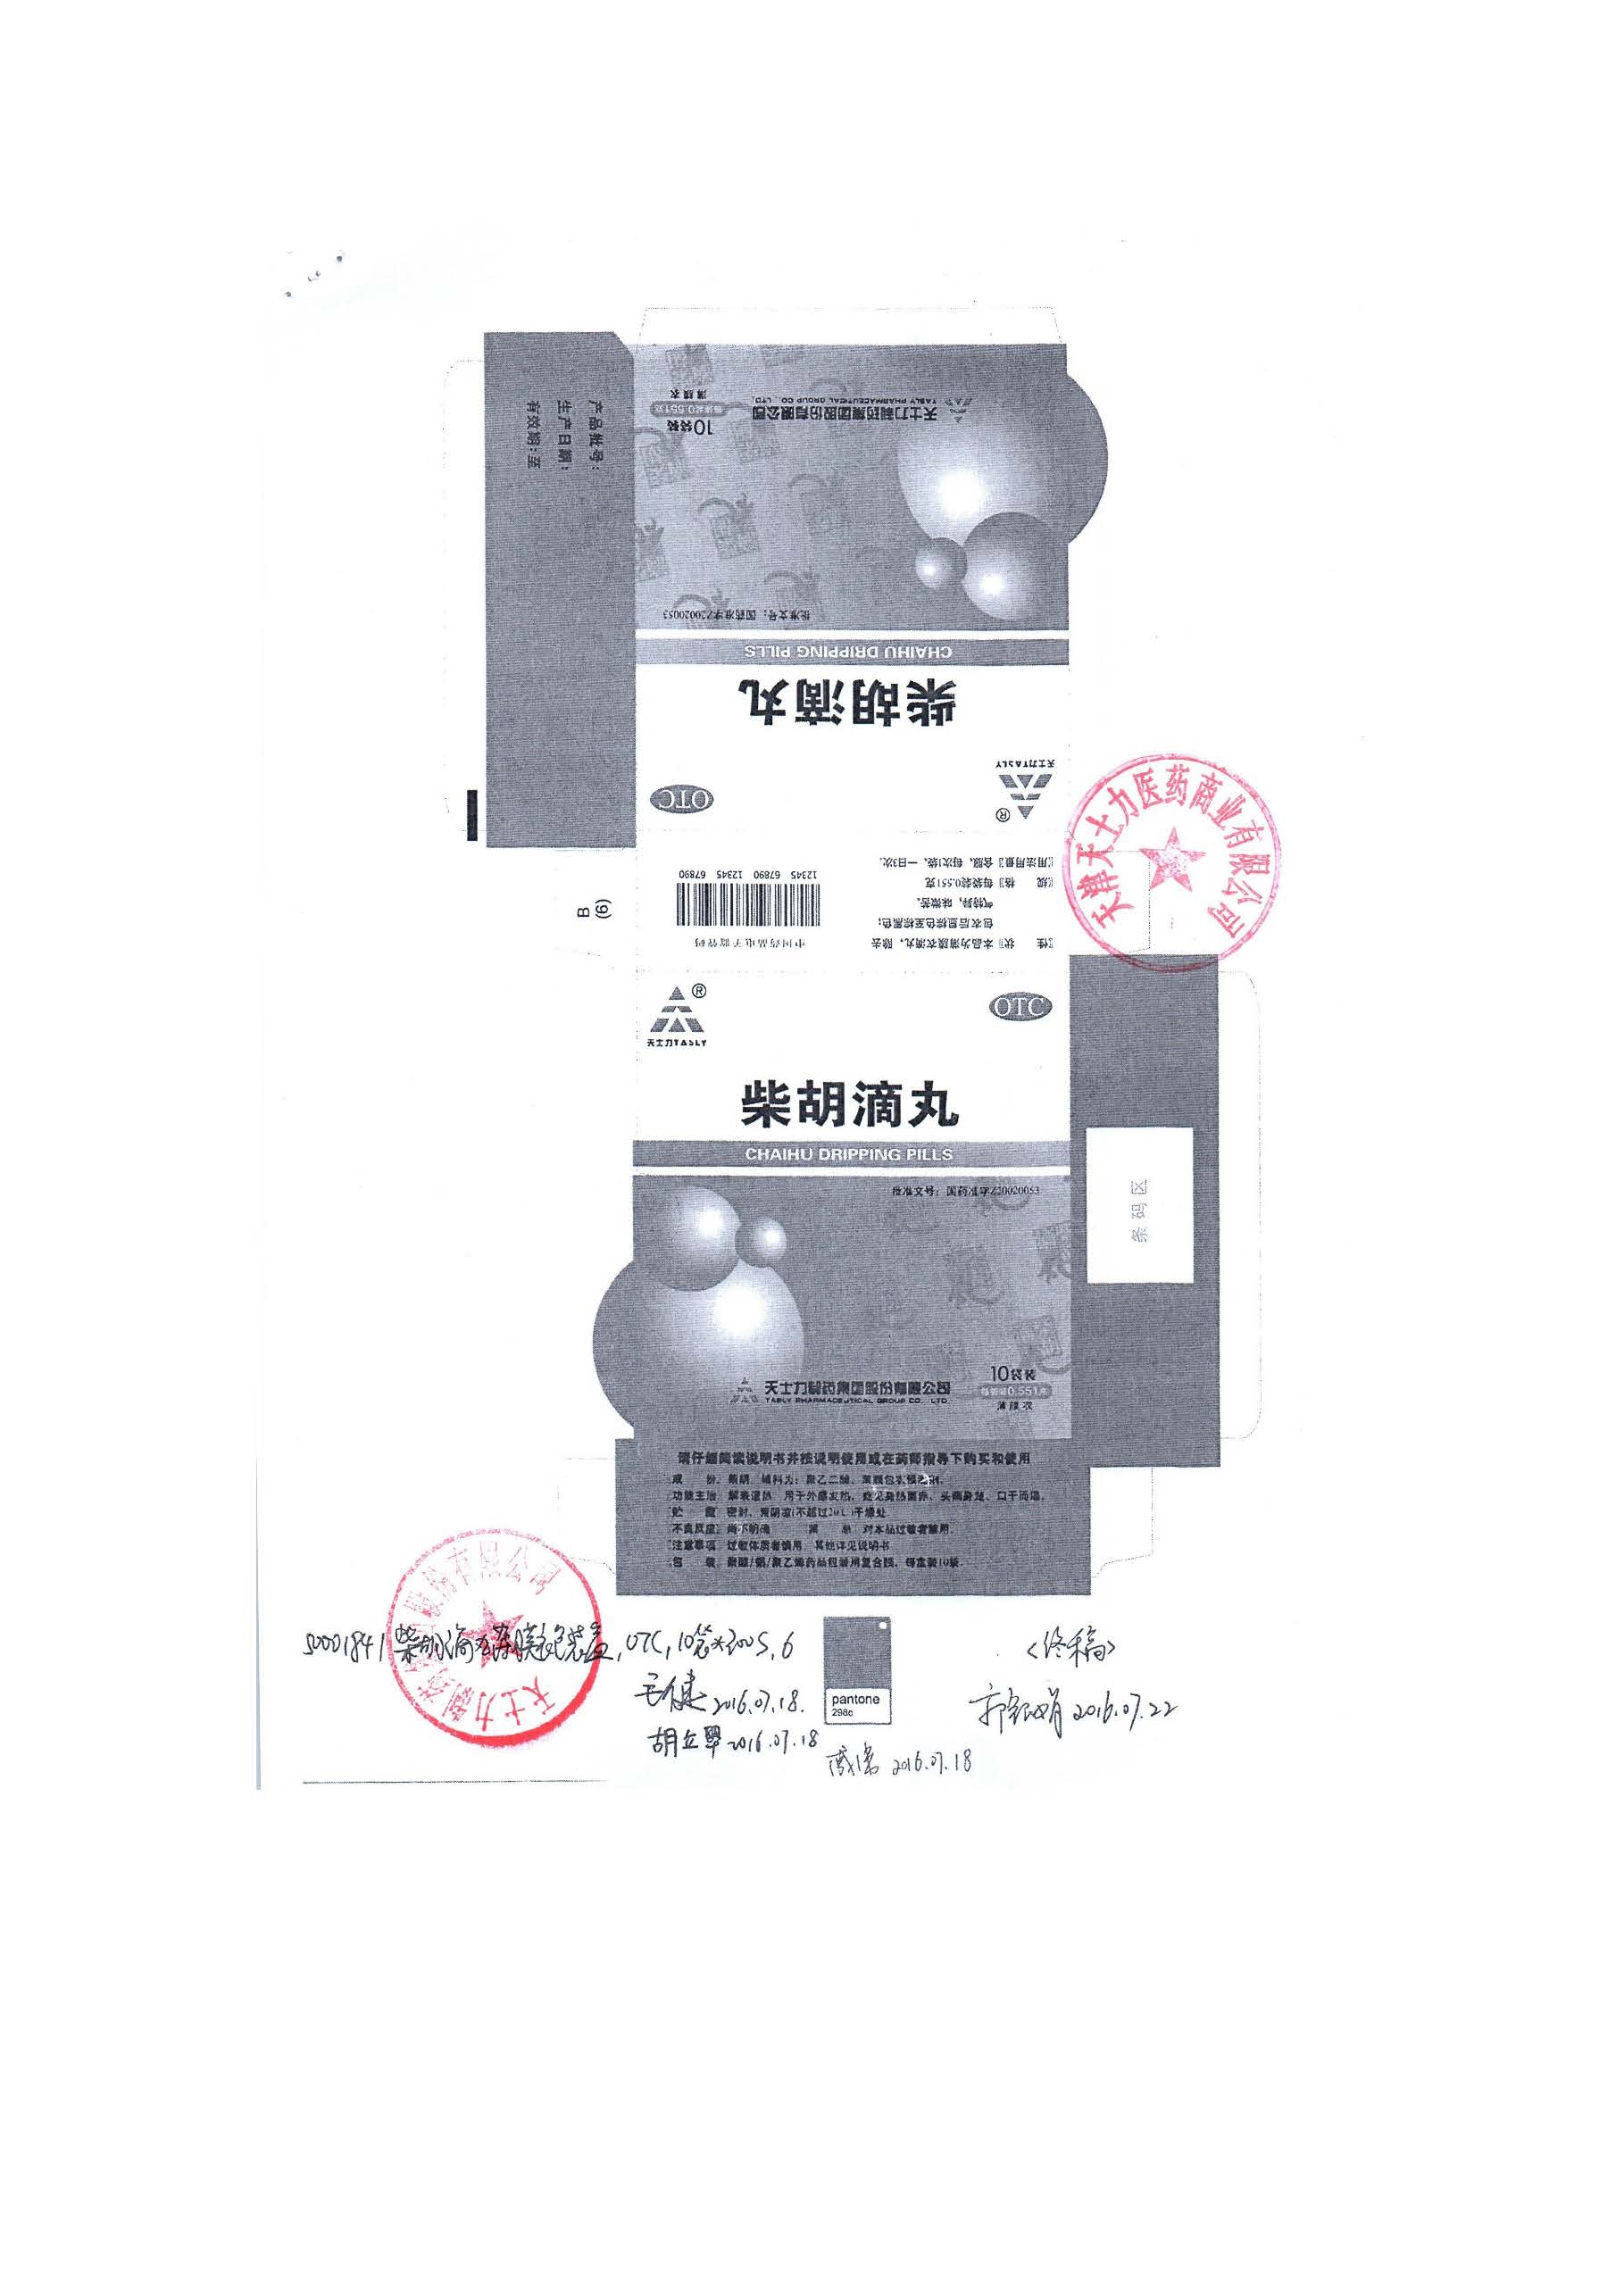 产品批号：
生产日期：
有效期：至
薄膜衣
每袋装0.551克
10袋装
天士力制药集团股份有限公司
TASLY PHARMACEUTICAL GROUP CO., LTD.
批准文号：国药准字Z20020053
CHAIHU DRIPPING PILLS
柴胡滴丸
天士力TASLY
®
OTC
天津天士力医药商业有限公司
〖性 状〗本品为薄膜衣滴丸，除去
包衣后显棕色至棕黑色；
气特异，味微苦。
〖规 格〗每袋装0.551克
〖用法用量〗含服，每次1袋，一日3次.
中国药品电子监管码
12345 67890 12345 67890
B
(6)
®
天士力TASLY
OTC
柴胡滴丸
CHAIHU DRIPPING PILLS
批准文号：国药准字Z20020053
条码区
10袋装
每袋装0.551克
薄膜衣
天士力制药集团股份有限公司
TASLY PHARMACEUTICAL GROUP CO., LTD.
请仔细阅读说明书并按说明使用或在药师指导下购买和使用
成 份 柴胡. 辅料为：聚乙二醇、薄膜包衣预混剂.
功能主治 解表退热 用于外感发热，症见身热面赤、头痛身楚、口干而渴.
贮 藏 密封，置阴凉(不超过20℃)干燥处
不良反应 尚不明确 禁 忌 对本品过敏者禁用.
注意事项 过敏体质者慎用 其他详见说明书
包 装 聚酯/铝/聚乙烯药品包装用复合膜，每盒装10袋.
50001841 柴胡滴丸薄膜衣包装盒, OTC, 10袋*200S, 6
<终稿>
2016.07.18.
pantone
298c
2016.07.22
胡立翠 2016.07.18
2016.07.18